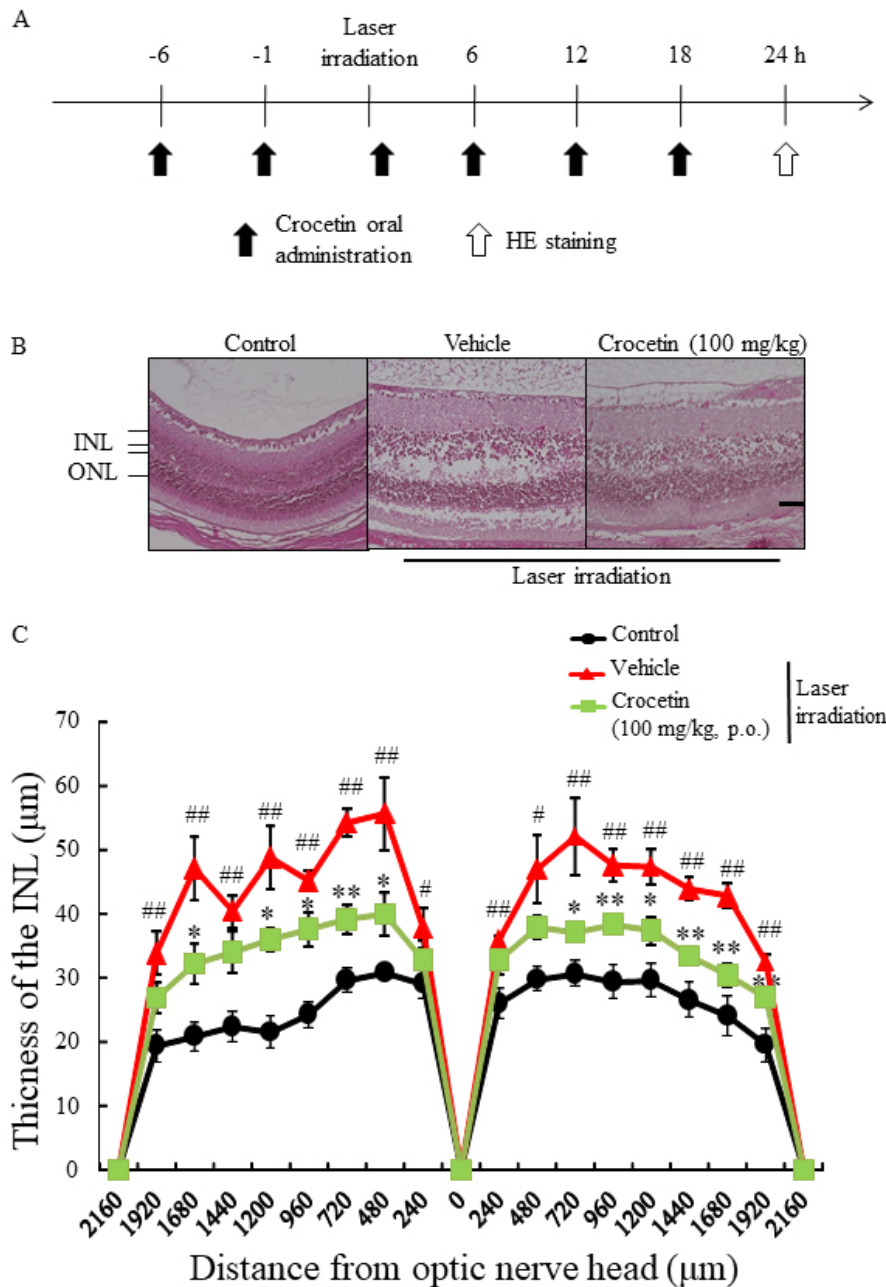 A
Laser
irradiation
-6 -1 6 12 18 24 h
Crocetin oral
administration
HE staining
B
Control Vehicle Crocetin (100 mg/kg)
INL
ONL
Laser irradiation
C
Control
Vehicle
Crocetin
(100 mg/kg, p.o.)
Laser
irradiation
Thicness of the INL (μm)
70
60
50
40
30
20
10
0
## ## ## ## ## ## ## # ## # ## ## ## ## ## ##
* * * ** * * ** * ** ** **
2160 1920 1680 1440 1200 960 720 480 240 0 240 480 720 960 1200 1440 1680 1920 2160
Distance from optic nerve head (μm)